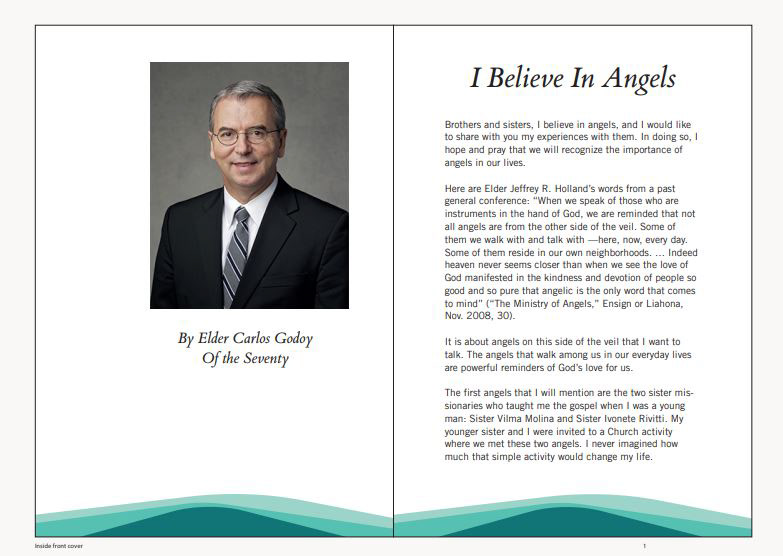 By Elder Carlos Godoy
Of the Seventy
Inside front cover
I Believe In Angels
Brothers and sisters, I believe in angels, and I would like
to share with you my experiences with them. In doing so, I
hope and pray that we will recognize the importance of
angels in our lives.
Here are Elder Jeffrey R. Holland's words from a past
general conference: “When we speak of those who are
instruments in the hand of God, we are reminded that not
all angels are from the other side of the veil. Some of
them we walk with and talk with —here, now, every day.
Some of them reside in our own neighborhoods. … Indeed
heaven never seems closer than when we see the love of
God manifested in the kindness and devotion of people so
good and so pure that angelic is the only word that comes
to mind” (“The Ministry of Angels,” Ensign or Liahona,
Nov. 2008, 30).
It is about angels on this side of the veil that I want to
talk. The angels that walk among us in our everyday lives
are powerful reminders of God's love for us.
The first angels that I will mention are the two sister mis-
sionaries who taught me the gospel when I was a young
man: Sister Vilma Molina and Sister Ivonete Rivitti. My
younger sister and I were invited to a Church activity
where we met these two angels. I never imagined how
much that simple activity would change my life.
1